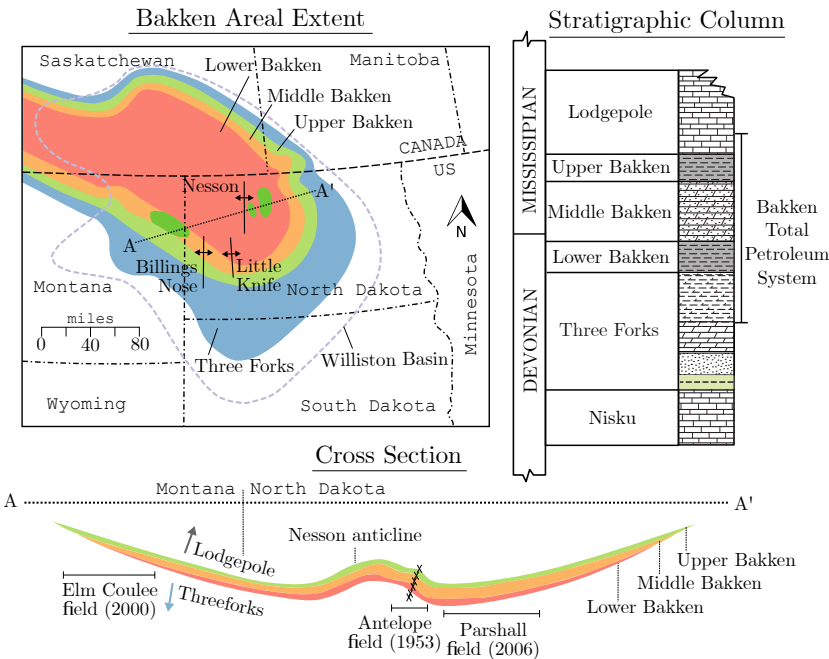 Bakken Areal Extent
Saskatchewan
Manitoba
Lower Bakken
Middle Bakken
Upper Bakken
CANADA
US
Nesson
A'
A
N
Billings
Nose
Little
Knife
Montana
North Dakota
Minnesota
miles
0 40 80
Three Forks
Williston Basin
Wyoming
South Dakota
Stratigraphic Column
MISSISSIPIAN
DEVONIAN
Lodgepole
Upper Bakken
Middle Bakken
Lower Bakken
Three Forks
Nisku
Bakken
Total
Petroleum
System
Cross Section
A
Montana
North Dakota
A'
Nesson anticline
Lodgepole
Threeforks
Elm Coulee
field (2000)
Antelope
field (1953)
Parshall
field (2006)
Upper Bakken
Middle Bakken
Lower Bakken